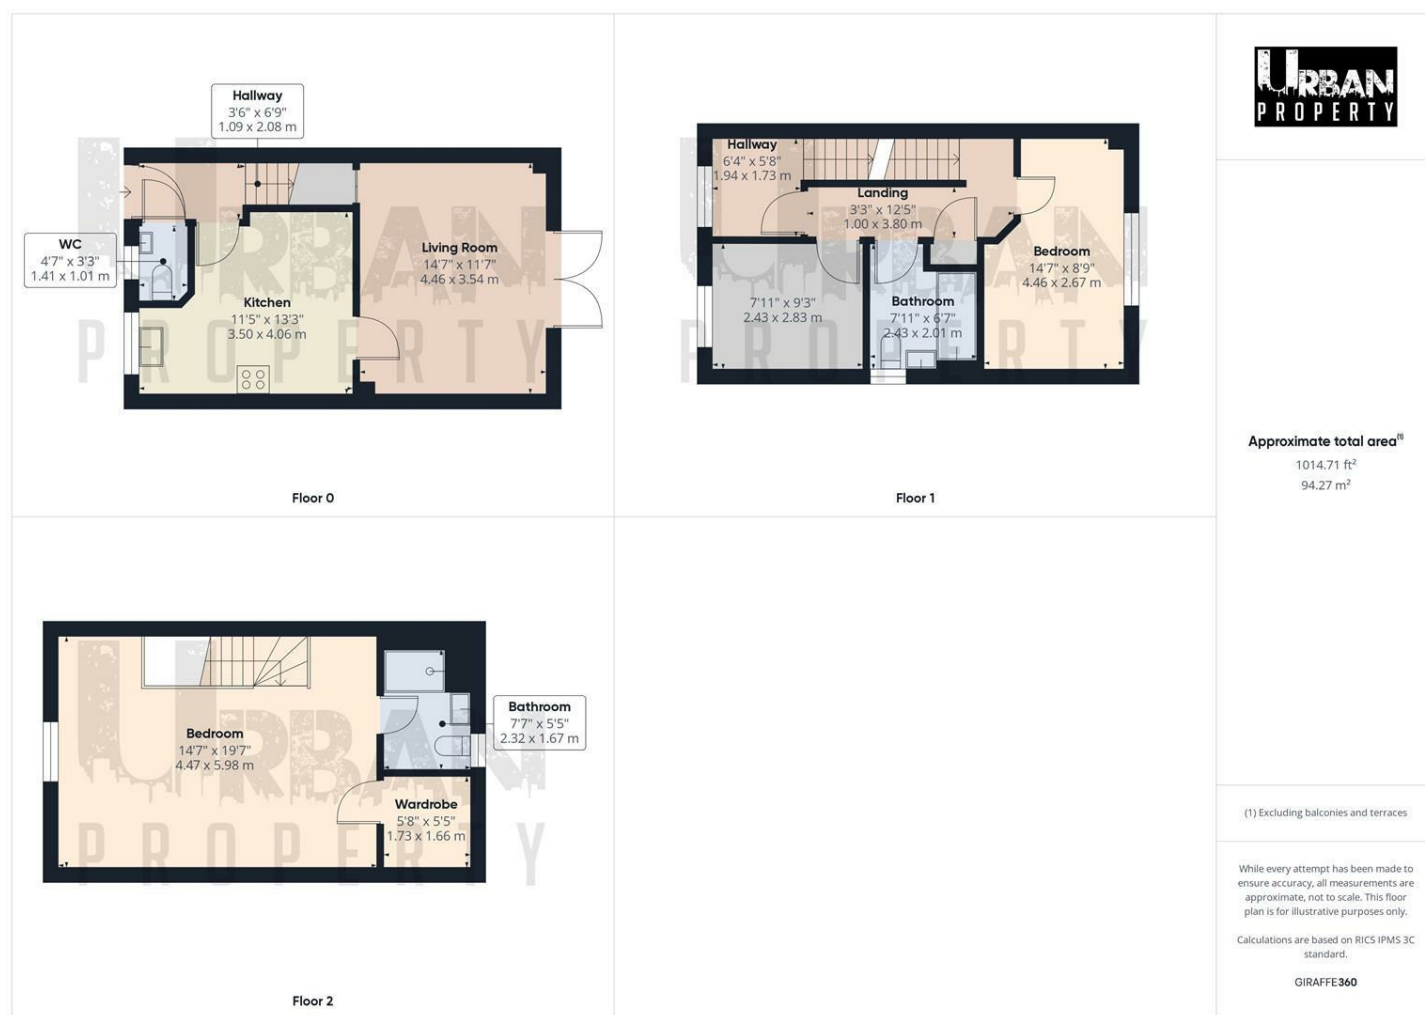 Hallway
3'6" x 6'9"
1.09 x 2.08 m
WC
4'7" x 3'3"
1.41 x 1.01 m
Kitchen
11'5" x 13'3"
3.50 x 4.06 m
Living Room
14'7" x 11'7"
4.46 x 3.54 m
Floor 0
Hallway
6'4" x 5'8"
1.94 x 1.73 m
Landing
3'3" x 12'5"
1.00 x 3.80 m
7'11" x 9'3"
2.43 x 2.83 m
Bathroom
7'11" x 6'7"
2.43 x 2.01 m
Bedroom
14'7" x 8'9"
4.46 x 2.67 m
Floor 1
Bedroom
14'7" x 19'7"
4.47 x 5.98 m
Bathroom
7'7" x 5'5"
2.32 x 1.67 m
Wardrobe
5'8" x 5'5"
1.73 x 1.66 m
Floor 2
URBAN
PROPERTY
URBAN
PROPERTY
URBAN
PROPERTY
URBAN
PROPERTY
Approximate total area(1)
1014.71 ft²
94.27 m²
(1) Excluding balconies and terraces
While every attempt has been made to
ensure accuracy, all measurements are
approximate, not to scale. This floor
plan is for illustrative purposes only.
Calculations are based on RICS IPMS 3C
standard.
GIRAFFE360